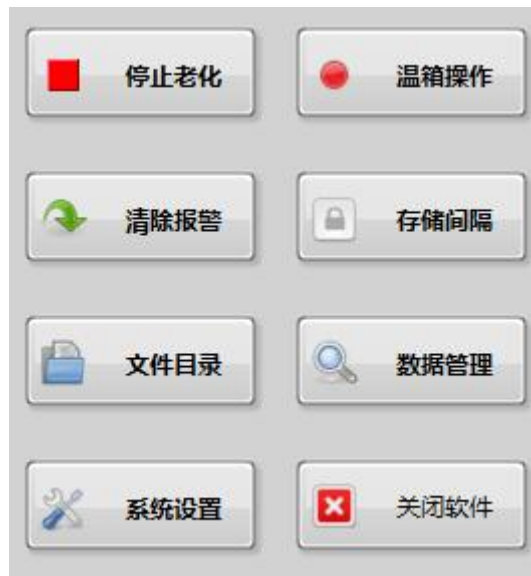 停止老化
温箱操作
清除报警
存储间隔
文件目录
数据管理
系统设置
关闭软件